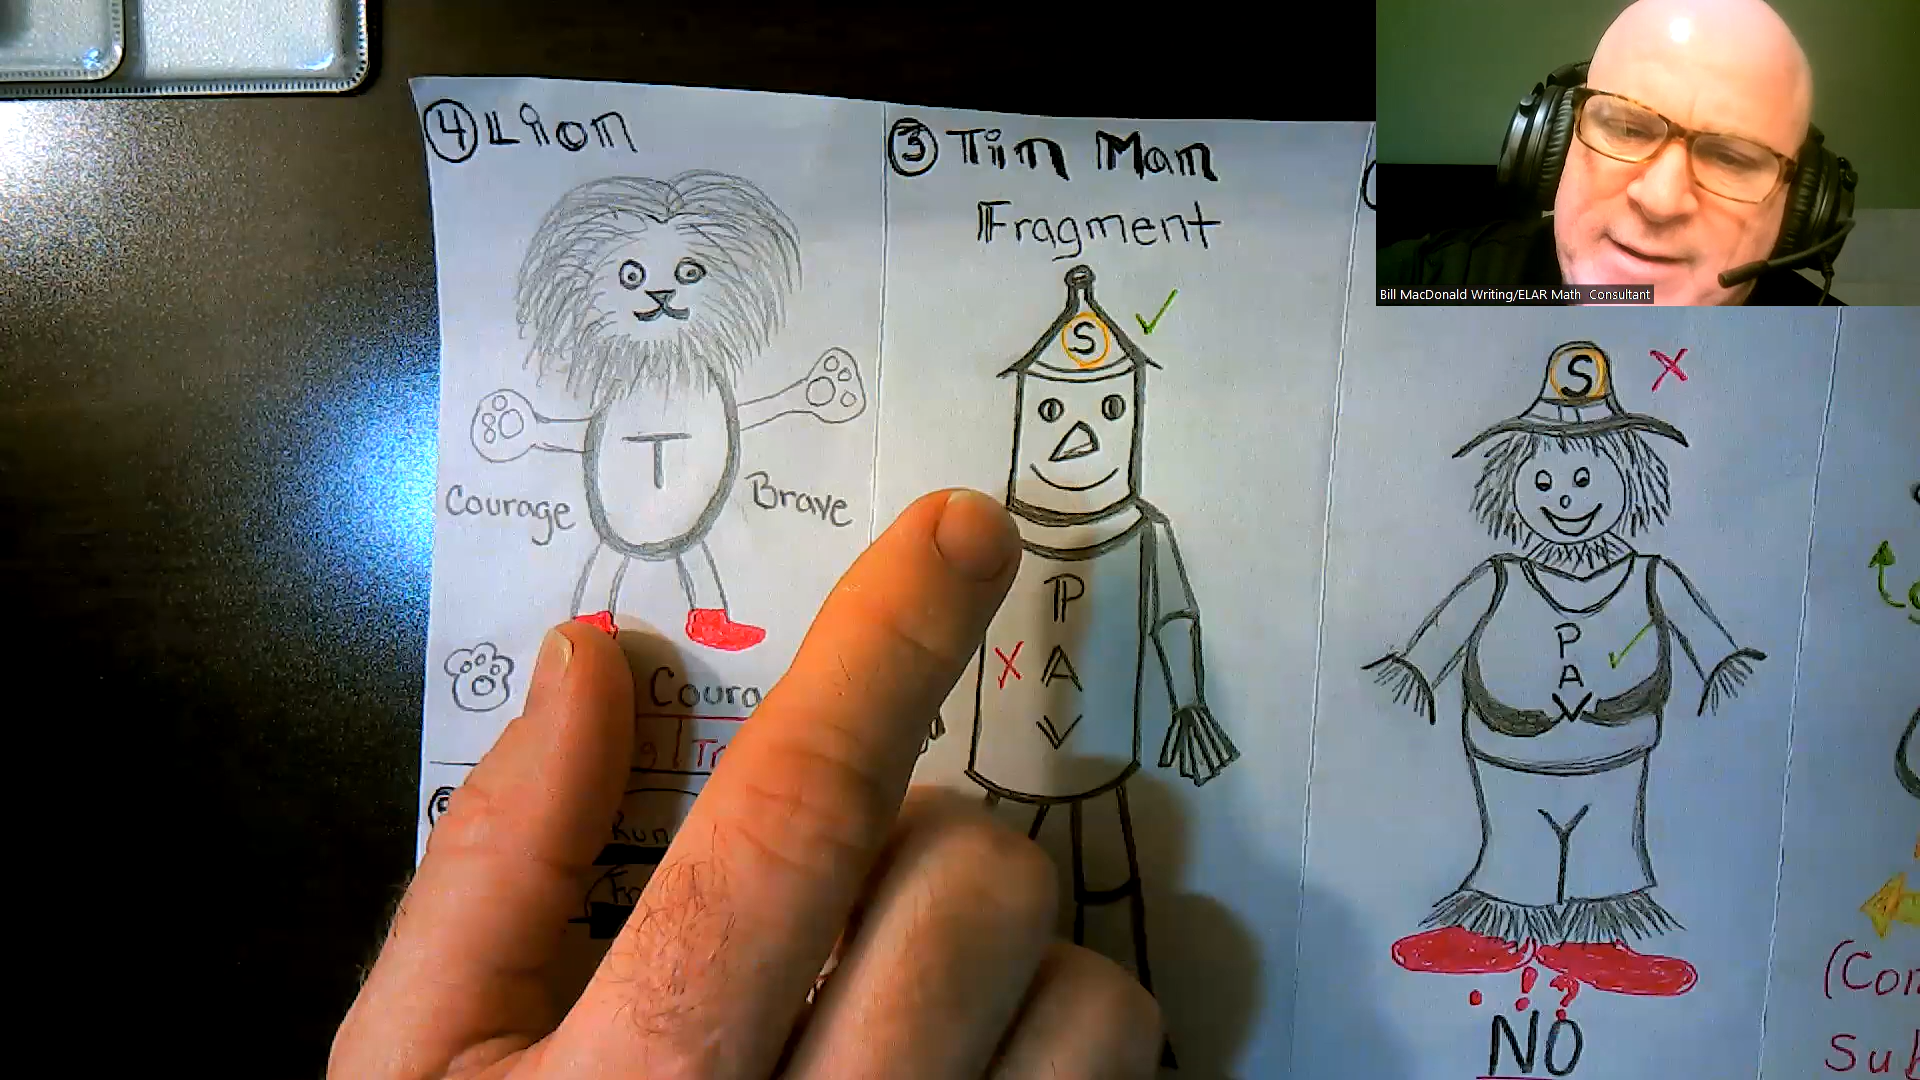 ④ Lion
T
Courage
Brave
③ Tin Man
Fragment
S
P
X A
V
Bill MacDonald Writing/ELAR Math Consultant
S X
P
A
V
NO